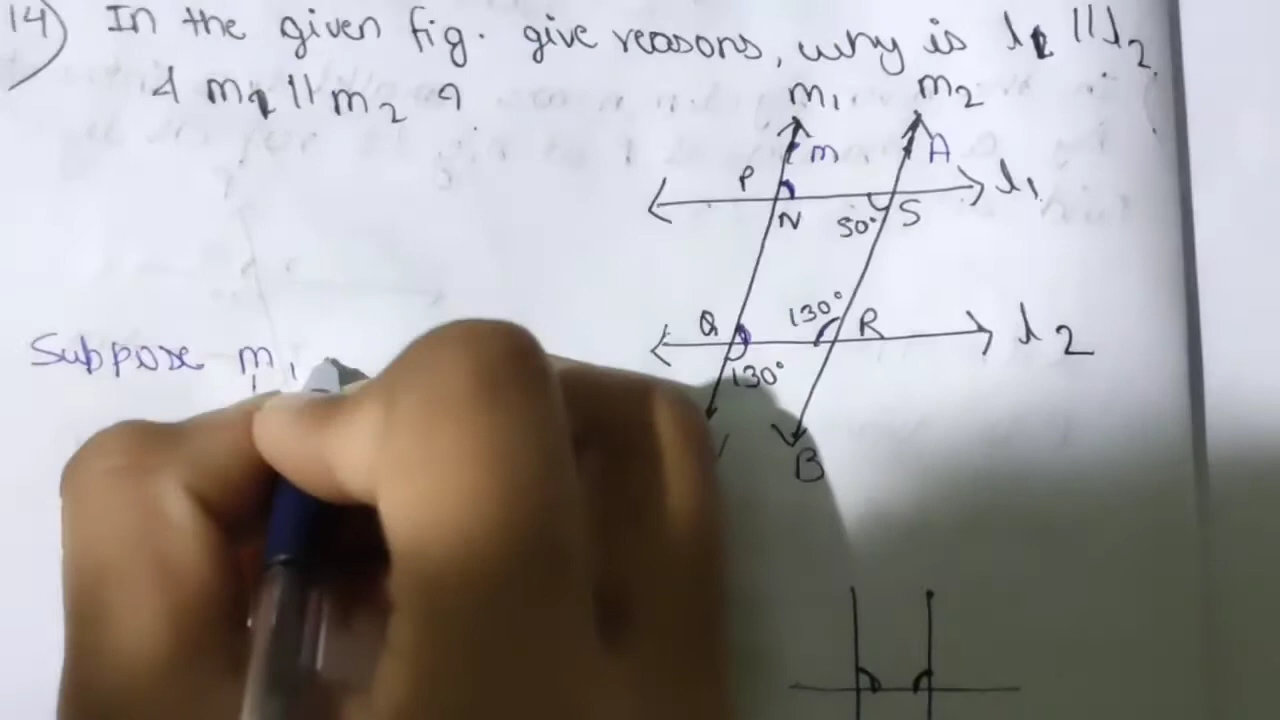 14) In the given fig. give reasons, why is l1 || l2
& m1 || m2 ?
m1 m2
m A
P l1
N 50° S
Q 130° R l2
Suppose m1
130°
B